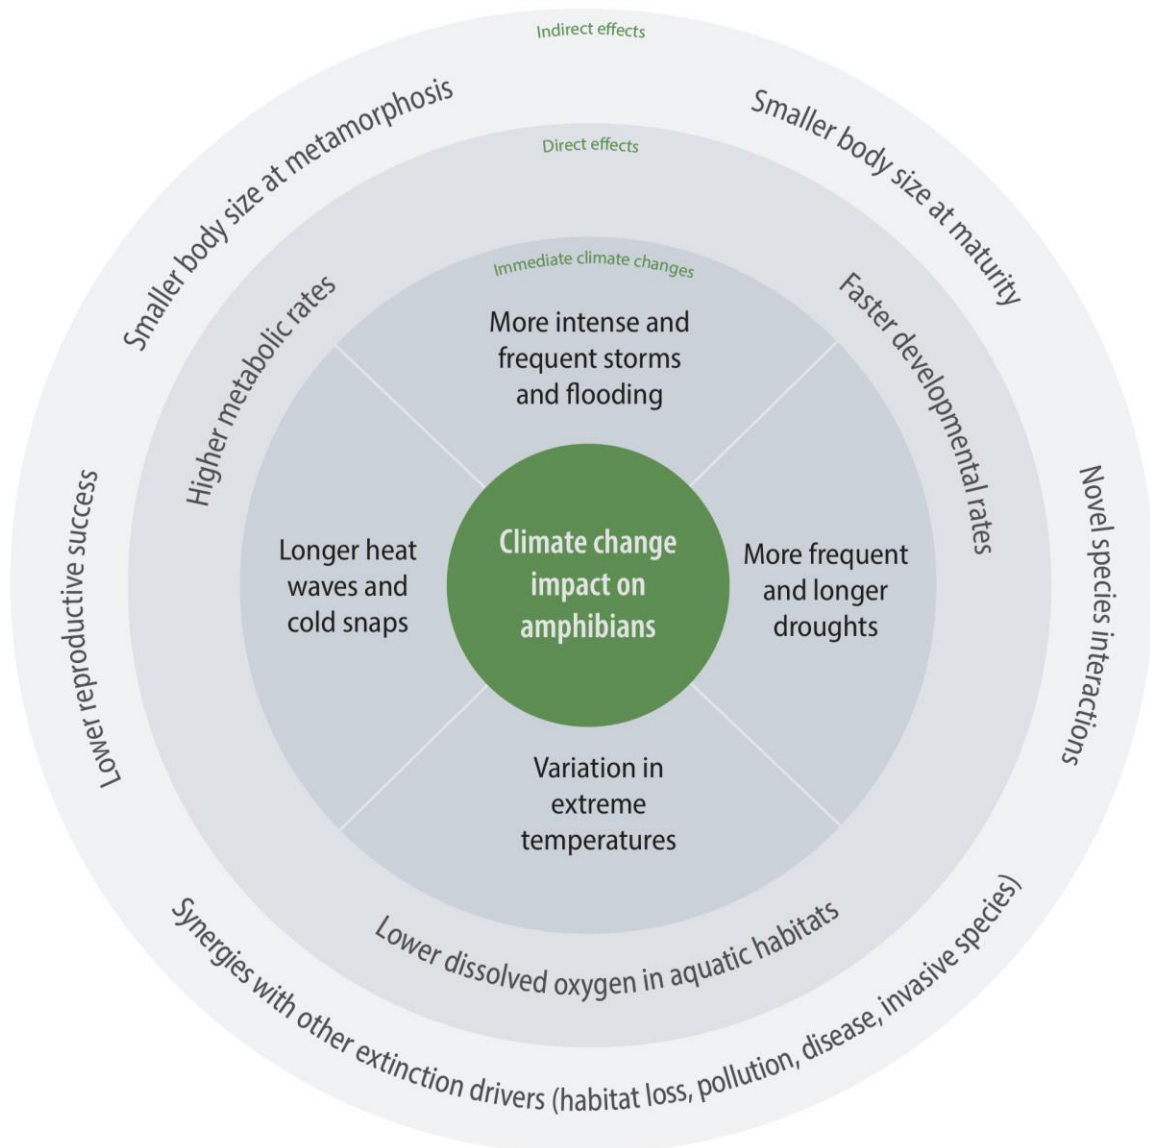 Indirect effects
Smaller body size at metamorphosis
Smaller body size at maturity
Direct effects
Immediate climate changes
Higher metabolic rates
Faster developmental rates
More intense and
frequent storms
and flooding
Longer heat
waves and
cold snaps
Climate change
impact on
amphibians
More frequent
and longer
droughts
Lower reproductive success
Novel species interactions
Variation in
extreme
temperatures
Lower dissolved oxygen in aquatic habitats
Synergies with other extinction drivers (habitat loss, pollution, disease, invasive species)